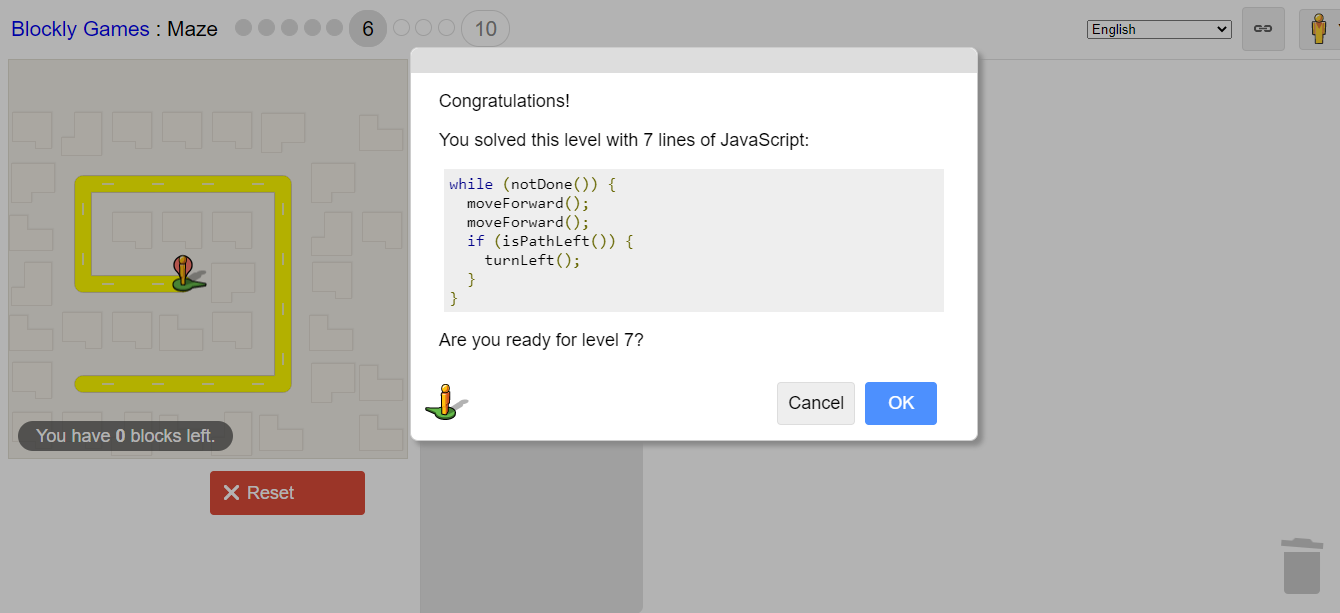 Blockly Games : Maze 6 10 English
Congratulations!
You solved this level with 7 lines of JavaScript:
while (notDone()) {
  moveForward();
  moveForward();
  if (isPathLeft()) {
    turnLeft();
  }
}
Are you ready for level 7?
Cancel OK
You have 0 blocks left.
Reset